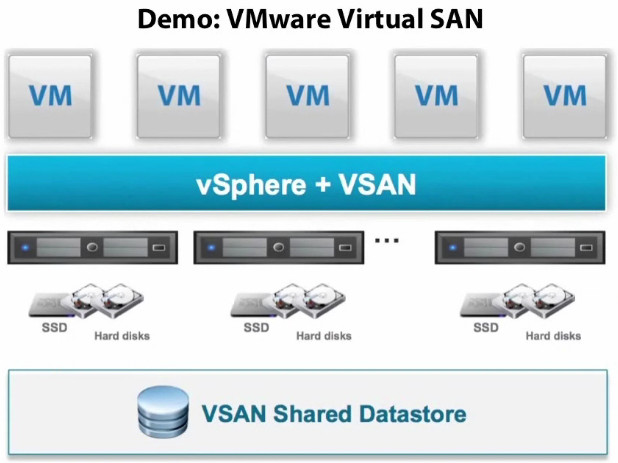 Demo: VMware Virtual SAN
VM VM VM VM VM
vSphere + VSAN
...
SSD Hard disks SSD Hard disks SSD Hard disks
VSAN Shared Datastore